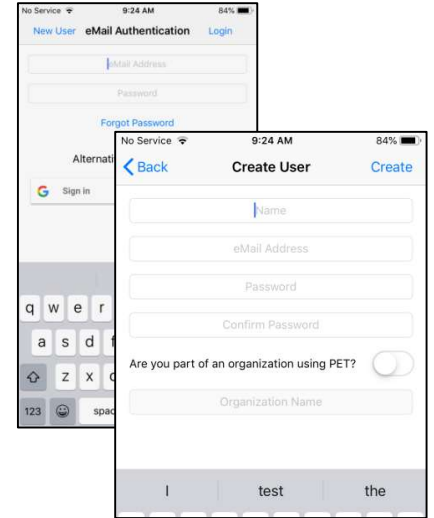 No Service 9:24 AM 84%
New User eMail Authentication Login
eMail Address
Password
Forgot Password
Alternati
G Sign in
q w e r
a s d f
z x c
123 spac
No Service 9:24 AM 84%
Back Create User Create
Name
eMail Address
Password
Confirm Password
Are you part of an organization using PET?
Organization Name
I test the